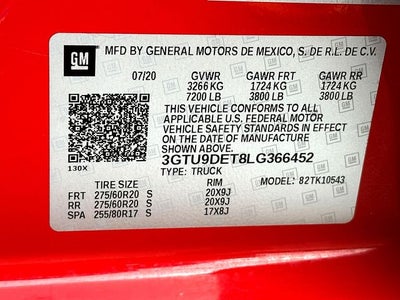 GM
MFD BY GENERAL MOTORS DE MEXICO, S. DE R.L. DE C.V.
07/20 GVWR GAWR FRT GAWR RR
3266 KG 1724 KG 1724 KG
7200 LB 3800 LB 3800 LB
THIS VEHICLE CONFORMS TO ALL
APPLICABLE U.S. FEDERAL MOTOR
VEHICLE SAFETY STANDARDS IN EFFECT
ON THE DATE OF MANUFACTURE
SHOWN ABOVE.
3GTU9DET8LG366452
130X TYPE: TRUCK
TIRE SIZE RIM MODEL: 82TK10543
FRT 275/60R20 S 20X9J
RR 275/60R20 S 20X9J
SPA 255/80R17 S 17X8J